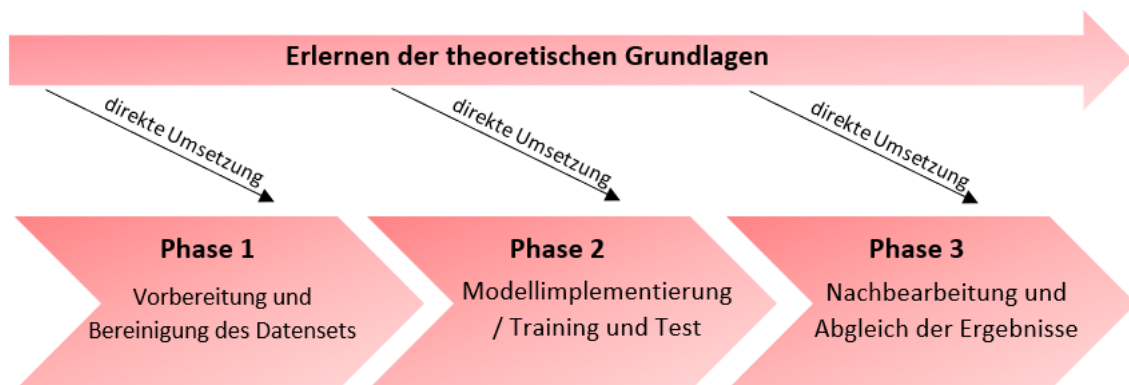 Erlernen der theoretischen Grundlagen
direkte Umsetzung
direkte Umsetzung
direkte Umsetzung
Phase 1
Vorbereitung und
Bereinigung des Datensets
Phase 2
Modellimplementierung
/ Training und Test
Phase 3
Nachbearbeitung und
Abgleich der Ergebnisse